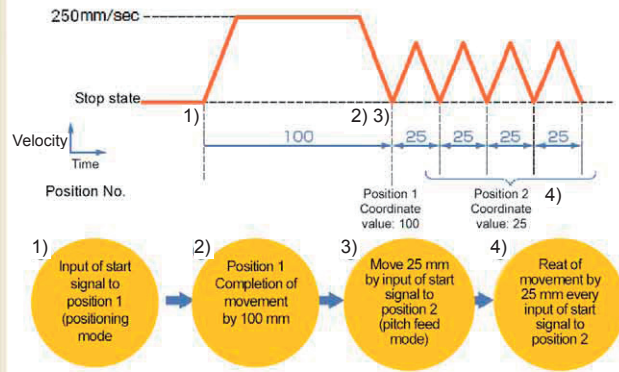 250mm/sec
Stop state
1)
2) 3)
100
25
25
25
25
Velocity
Time
Position No.
Position 1
Coordinate
value: 100
Position 2
Coordinate
value: 25
4)
1)
Input of start
signal to
position 1
(positioning
mode
2)
Position 1
Completion of
movement
by 100 mm
3)
Move 25 mm
by input of start
signal to
position 2
(pitch feed
mode)
4)
Reat of
movement by
25 mm every
input of start
signal to
position 2